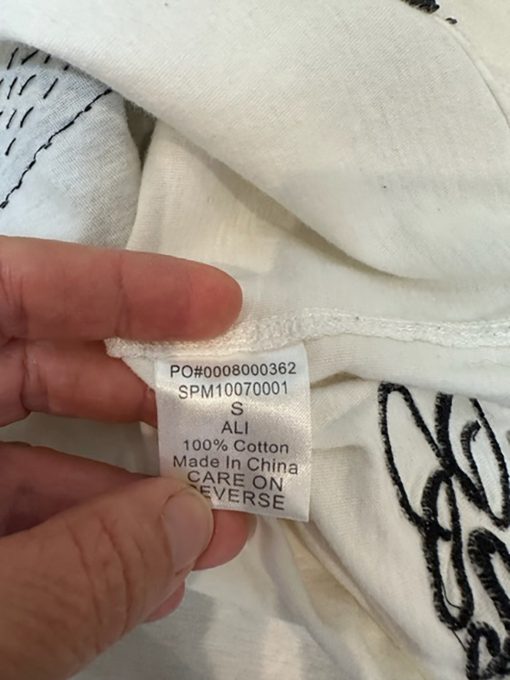 PO#0008000362
SPM10070001
S
ALI
100% Cotton
Made In China
CARE ON
REVERSE